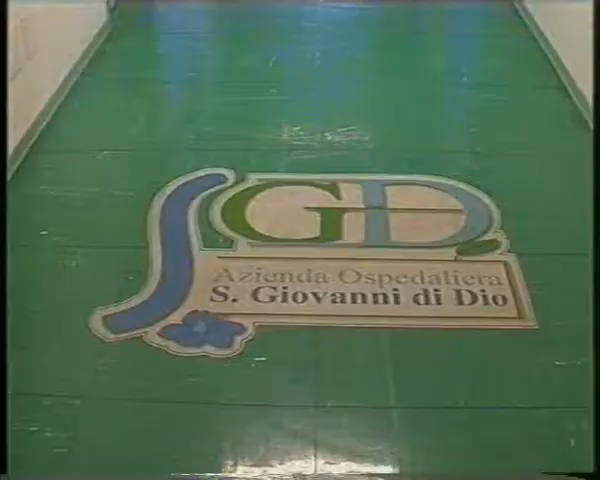 SGD
Azienda Ospedaliera
S. Giovanni di Dio